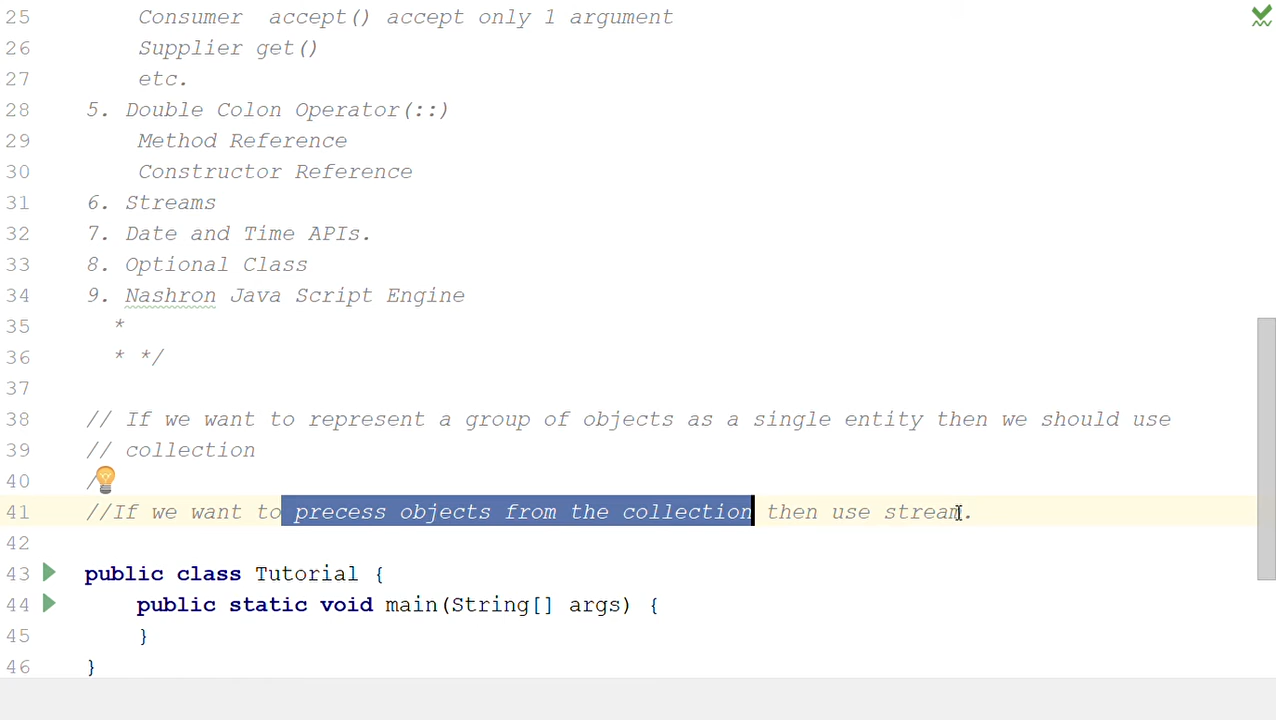 25 Consumer  accept() accept only 1 argument
26 Supplier get()
27 etc.
28 5. Double Colon Operator(::)
29 Method Reference
30 Constructor Reference
31 6. Streams
32 7. Date and Time APIs.
33 8. Optional Class
34 9. Nashron Java Script Engine
35 *
36 * */
37
38 // If we want to represent a group of objects as a single entity then we should use
39 // collection
40 /
41 //If we want to precess objects from the collection then use stream.
42
43 public class Tutorial {
44 public static void main(String[] args) {
45 }
46 }